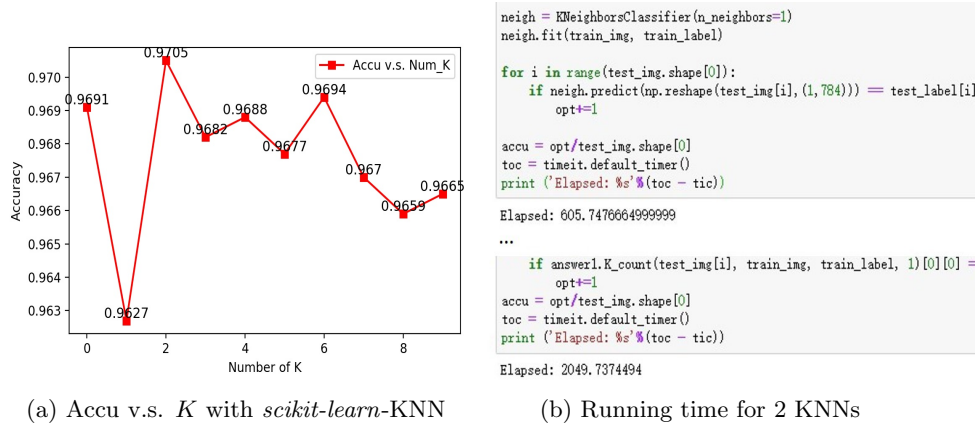 Accu v.s. Num_K
0.970
0.969
0.968
0.967
0.966
0.965
0.964
0.963
Accuracy
0.9691
0.9627
0.9705
0.9682
0.9688
0.9677
0.9694
0.967
0.9659
0.9665
0 2 4 6 8
Number of K
(a) Accu v.s. K with scikit-learn-KNN
neigh = KNeighborsClassifier(n_neighbors=1)
neigh.fit(train_img, train_label)
for i in range(test_img.shape[0]):
if neigh.predict(np.reshape(test_img[i],(1,784))) == test_label[i]
opt+=1
accu = opt/test_img.shape[0]
toc = timeit.default_timer()
print ('Elapsed: %s'%(toc - tic))
Elapsed: 605.7476664999999
...
if answer1.K_count(test_img[i], train_img, train_label, 1)[0][0] =
opt+=1
accu = opt/test_img.shape[0]
toc = timeit.default_timer()
print ('Elapsed: %s'%(toc - tic))
Elapsed: 2049.7374494
(b) Running time for 2 KNNs